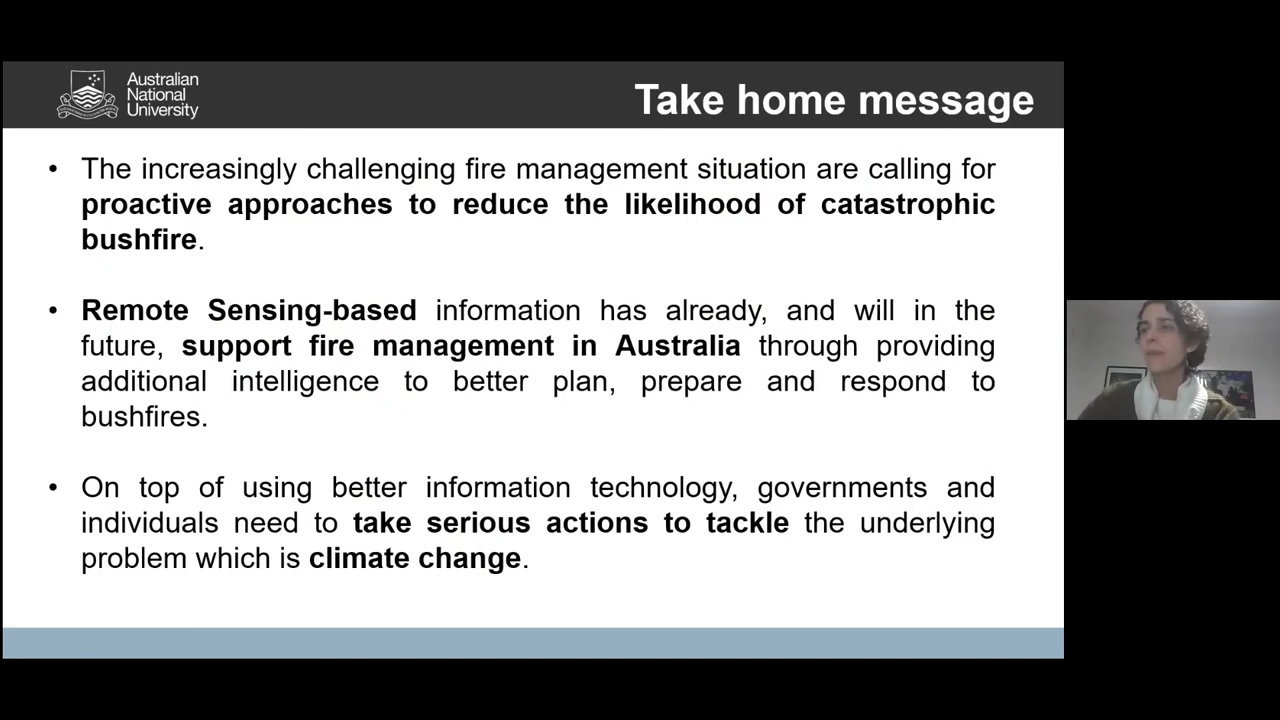 Australian
National
University
Take home message
• The increasingly challenging fire management situation are calling for
proactive approaches to reduce the likelihood of catastrophic
bushfire.
• Remote Sensing-based information has already, and will in the
future, support fire management in Australia through providing
additional intelligence to better plan, prepare and respond to
bushfires.
• On top of using better information technology, governments and
individuals need to take serious actions to tackle the underlying
problem which is climate change.